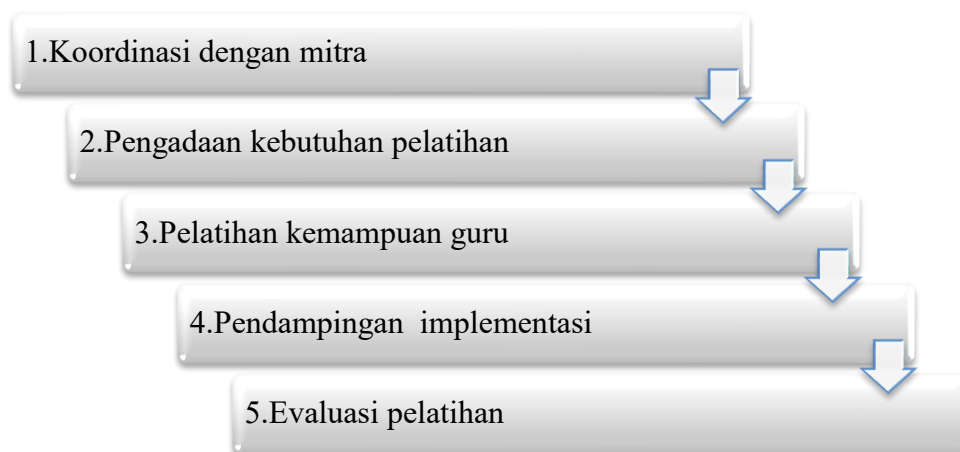 1.Koordinasi dengan mitra
2.Pengadaan kebutuhan pelatihan
3.Pelatihan kemampuan guru
4.Pendampingan  implementasi
5.Evaluasi pelatihan